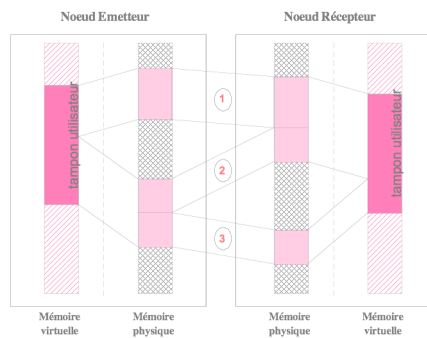 Noeud Emetteur
Noeud Récepteur
tampon utilisateur
tampon utilisateur
1
2
3
Mémoire
virtuelle
Mémoire
physique
Mémoire
physique
Mémoire
virtuelle